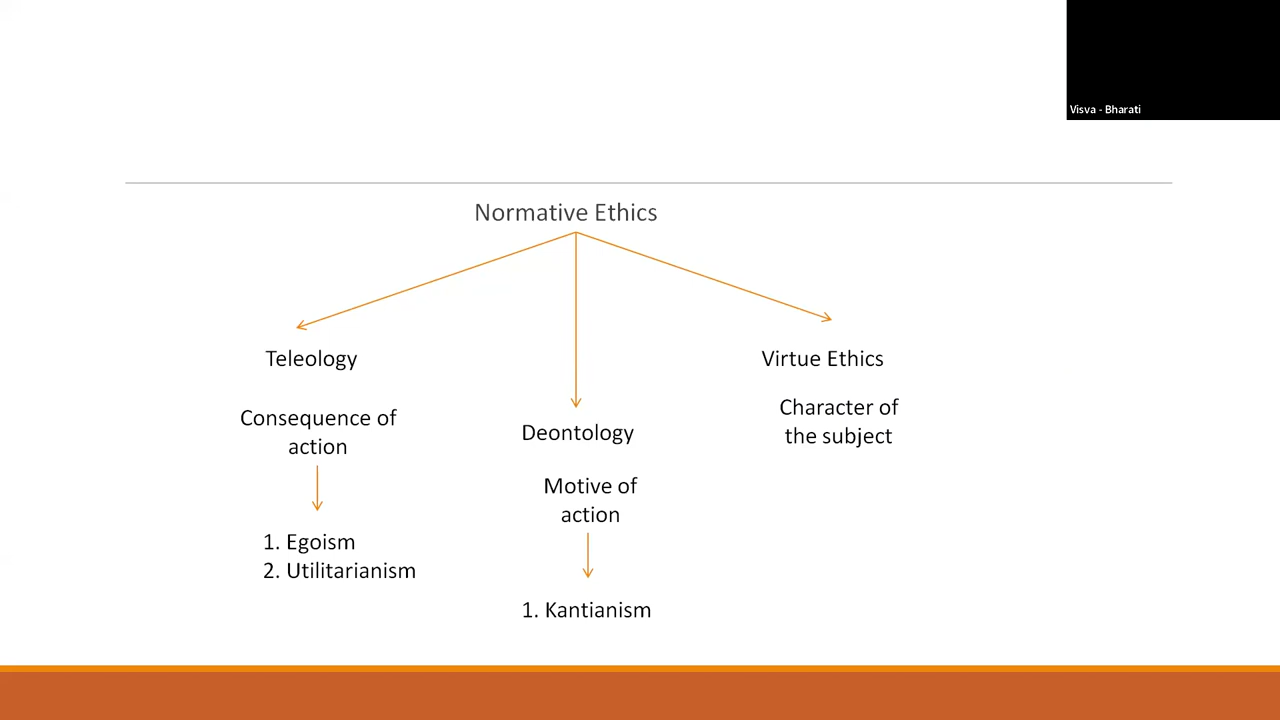 Visva - Bharati
Normative Ethics
Teleology
Consequence of
action
1. Egoism
2. Utilitarianism
Deontology
Motive of
action
1. Kantianism
Virtue Ethics
Character of
the subject